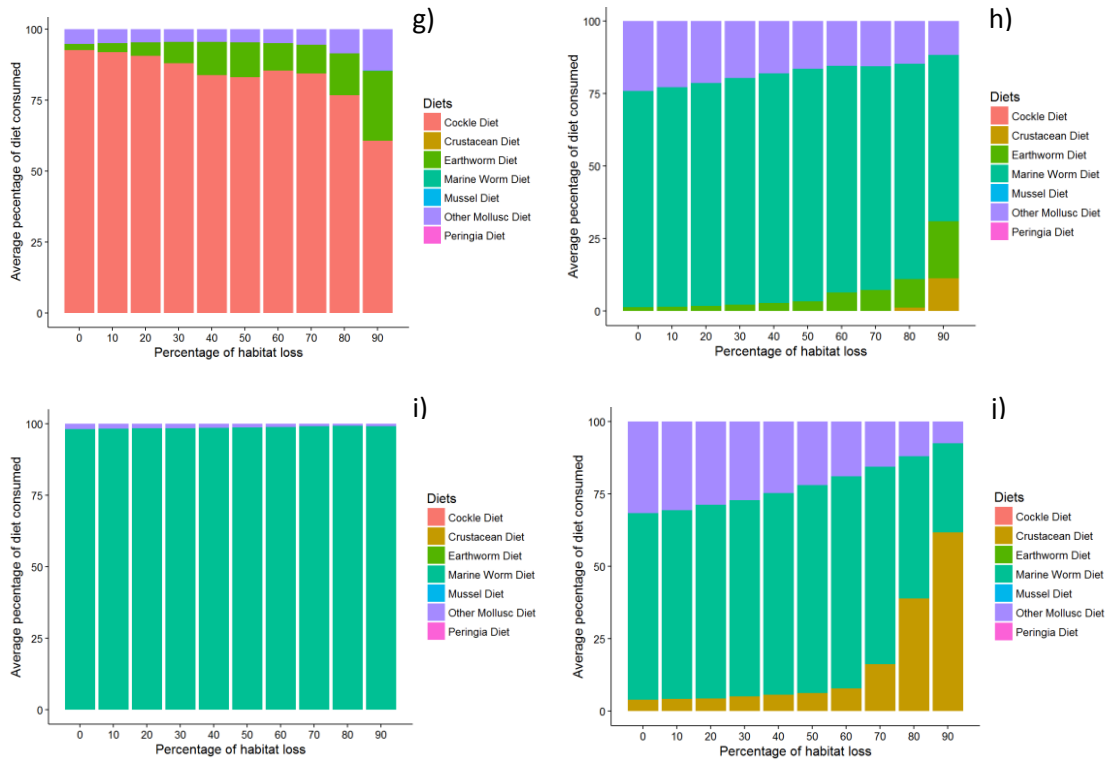 g)
Average pecentage of diet consumed
100
75
50
25
0
0 10 20 30 40 50 60 70 80 90
Percentage of habitat loss
Diets
Cockle Diet
Crustacean Diet
Earthworm Diet
Marine Worm Diet
Mussel Diet
Other Mollusc Diet
Peringia Diet
h)
Average pecentage of diet consumed
100
75
50
25
0
0 10 20 30 40 50 60 70 80 90
Percentage of habitat loss
Diets
Cockle Diet
Crustacean Diet
Earthworm Diet
Marine Worm Diet
Mussel Diet
Other Mollusc Diet
Peringia Diet
i)
Average pecentage of diet consumed
100
75
50
25
0
0 10 20 30 40 50 60 70 80 90
Percentage of habitat loss
Diets
Cockle Diet
Crustacean Diet
Earthworm Diet
Marine Worm Diet
Mussel Diet
Other Mollusc Diet
Peringia Diet
j)
Average pecentage of diet consumed
100
75
50
25
0
0 10 20 30 40 50 60 70 80 90
Percentage of habitat loss
Diets
Cockle Diet
Crustacean Diet
Earthworm Diet
Marine Worm Diet
Mussel Diet
Other Mollusc Diet
Peringia Diet